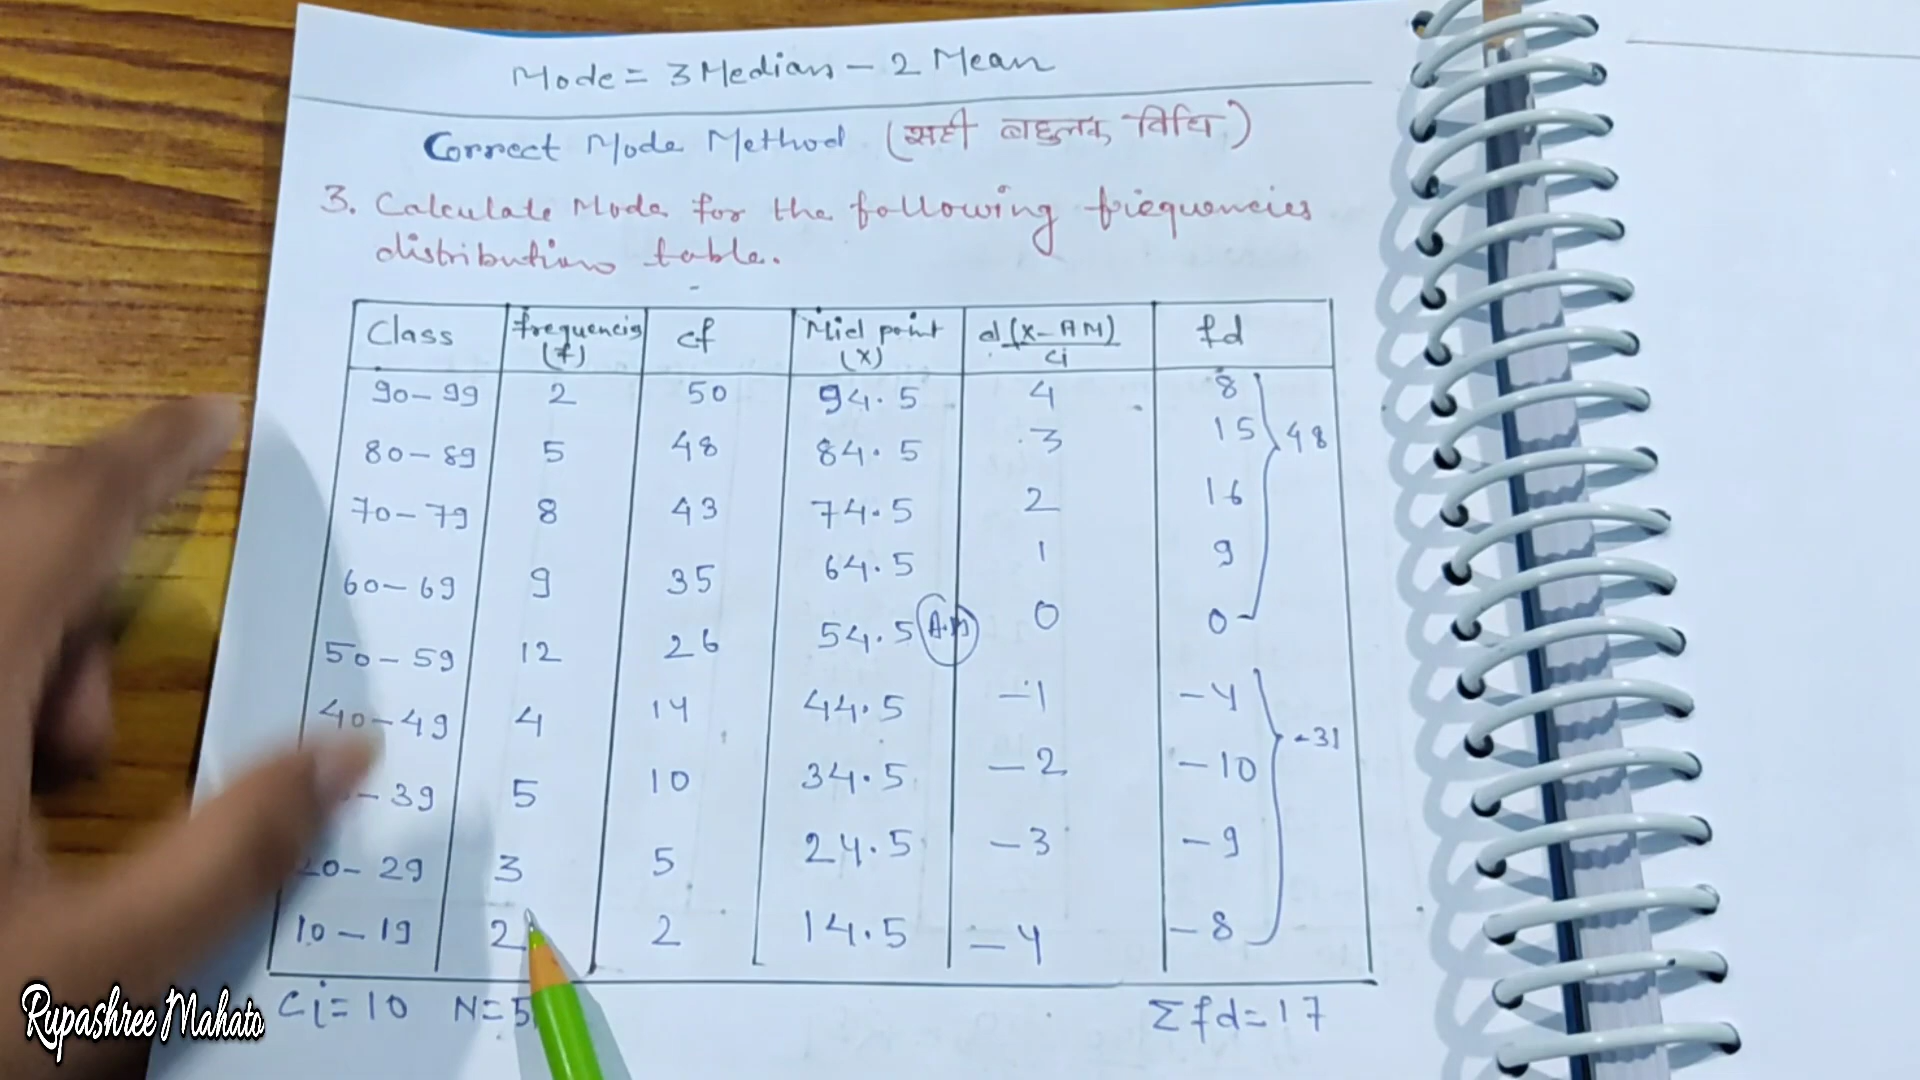 Mode = 3 Median - 2 Mean
Correct Mode Method (सही बहुलक विधि)
3. Calculate Mode for the following frequencies
distribution table.
Class frequencies (f) cf Mid point (X) d (X-AM)/Ci fd
90-99 2 50 94.5 4 8
80-89 5 48 84.5 3 15 48
70-79 8 43 74.5 2 16
60-69 9 35 64.5 1 9
50-59 12 26 54.5 A.M 0 0
40-49 4 14 44.5 -1 -4
-39 5 10 34.5 -2 -10 -31
0-29 3 5 24.5 -3 -9
10-19 2 2 14.5 -4 -8
Ci=10 N=5 Σfd=17
Rupashree Mahato